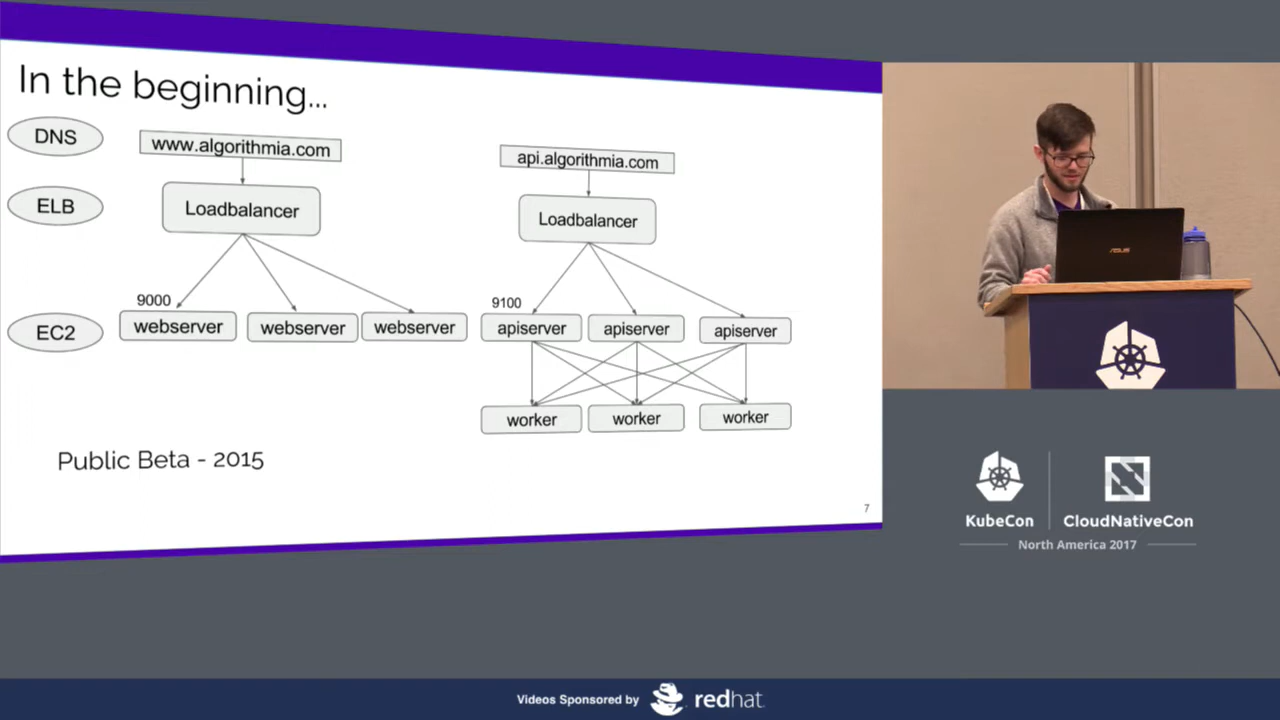 In the beginning...
DNS
www.algorithmia.com
api.algorithmia.com
ELB
Loadbalancer
Loadbalancer
9000
9100
EC2
webserver
webserver
webserver
apiserver
apiserver
apiserver
worker
worker
worker
Public Beta - 2015
7
ASUS
KubeCon
CloudNativeCon
North America 2017
Videos Sponsored by
redhat